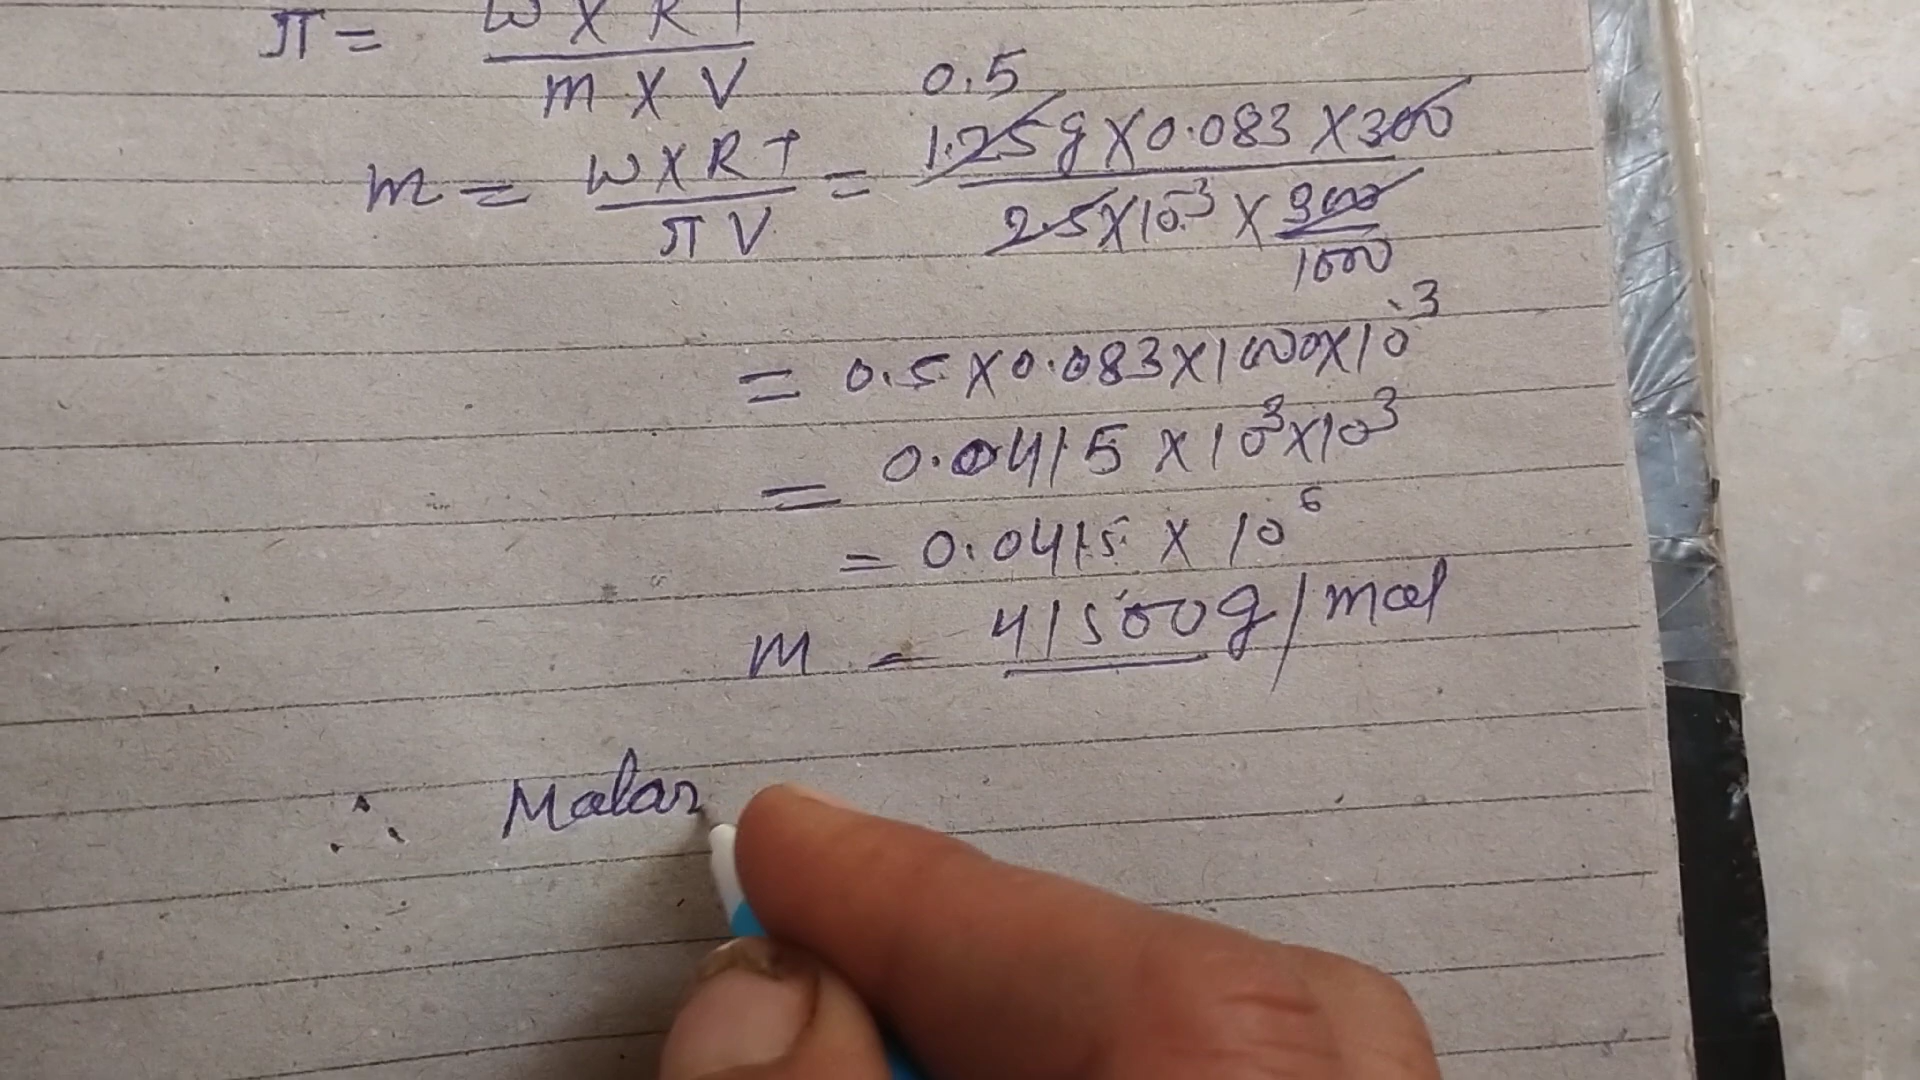 π = W X R T / m X V
0.5
m = W X R T / π V = 1.25 g X 0.083 X 300 / 2.5 X 10⁻³ X 300 / 1000
= 0.5 X 0.083 X 1000 X 10³
= 0.0415 X 10³ X 10³
= 0.0415 X 10⁶
m = 41500 g / mol
∴ Molar